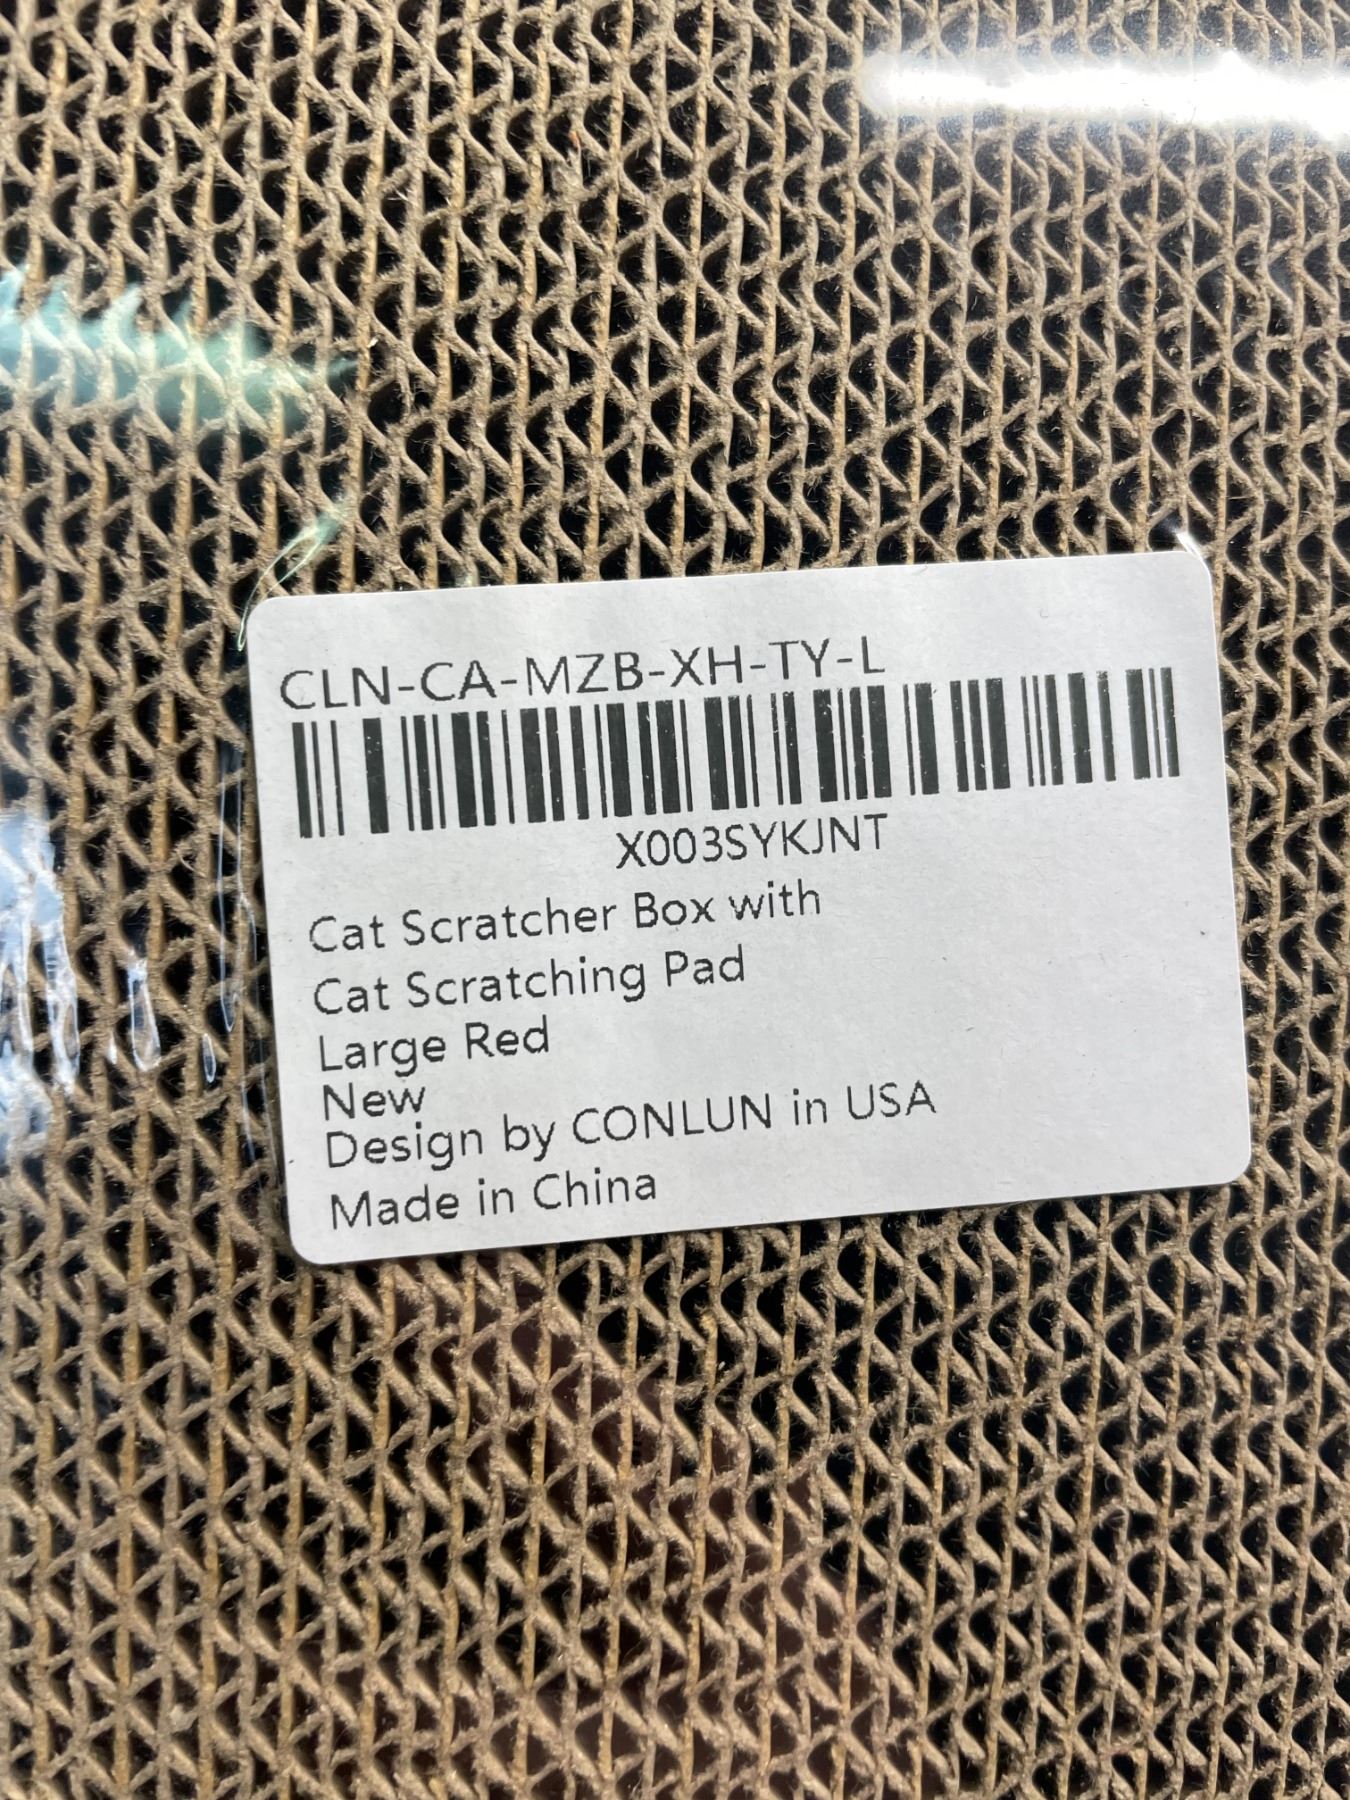 CLN-CA-MZB-XH-TY-L
X003SYKJNT
Cat Scratcher Box with
Cat Scratching Pad
Large Red
New
Design by CONLUN in USA
Made in China